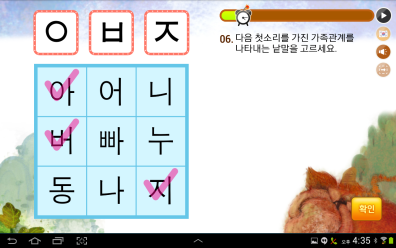 ㅇ ㅂ ㅈ
06. 다음 첫소리를 가진 가족관계를
나타내는 낱말을 고르세요.
아 어 니
버 빠 누
동 나 지
확인
오후 4:35